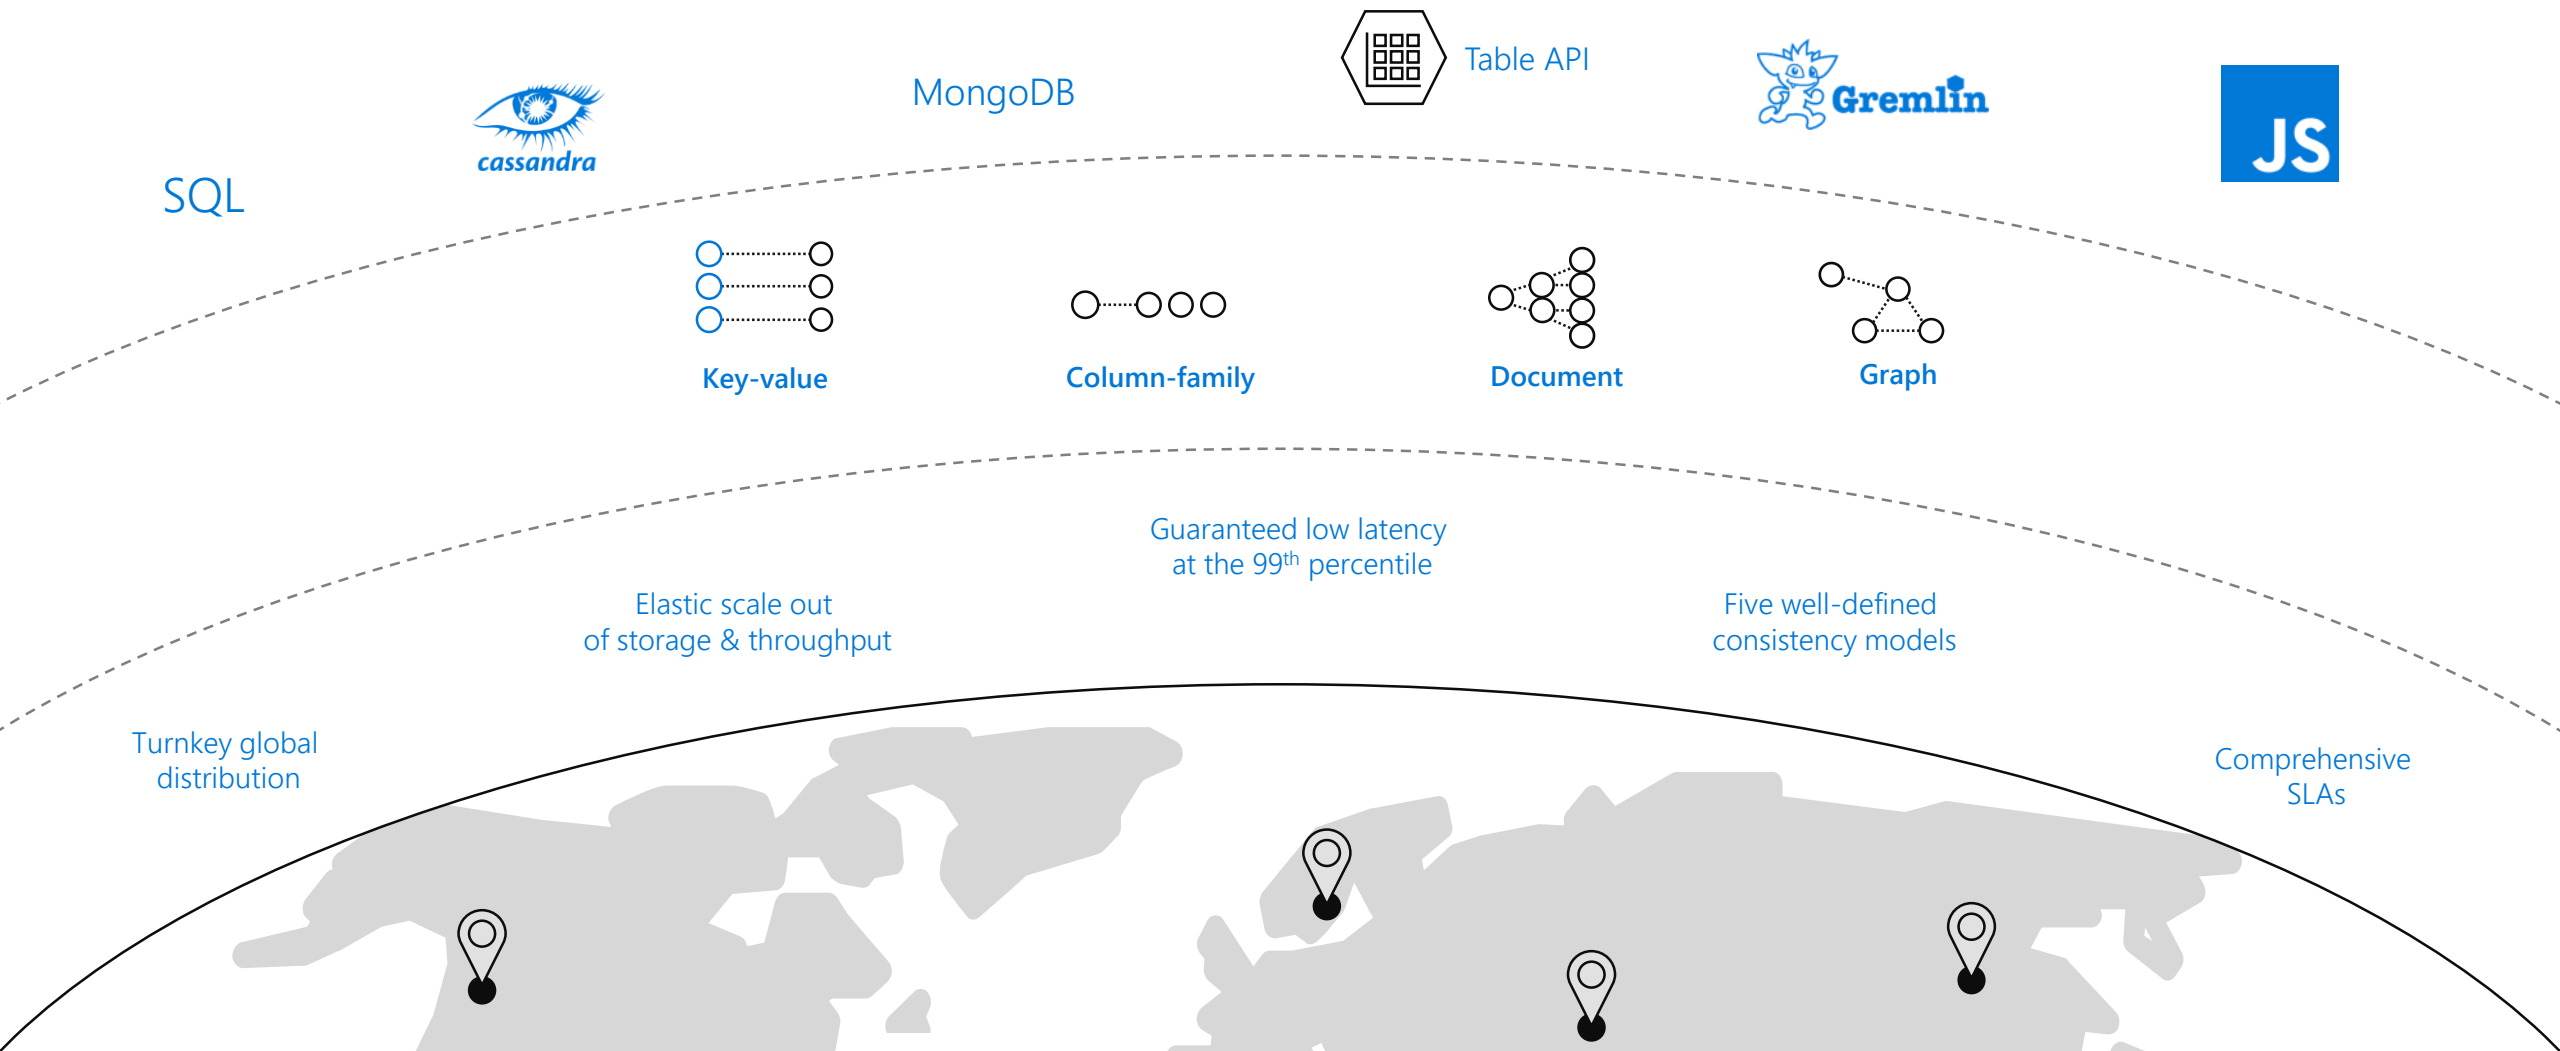 SQL
cassandra
MongoDB
Table API
Gremlin
JS
Key-value
Column-family
Document
Graph
Turnkey global
distribution
Elastic scale out
of storage & throughput
Guaranteed low latency
at the 99th percentile
Five well-defined
consistency models
Comprehensive
SLAs